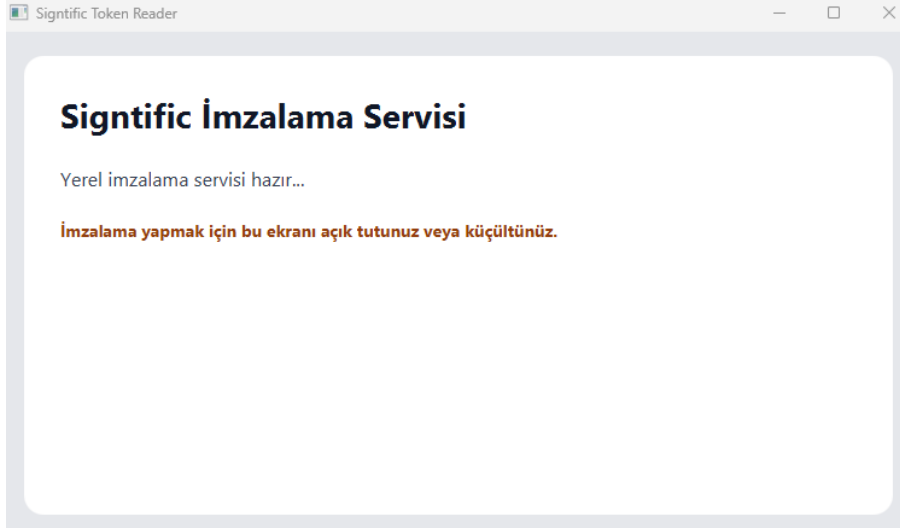 Signtific Token Reader
Signtific İmzalama Servisi
Yerel imzalama servisi hazır...
İmzalama yapmak için bu ekranı açık tutunuz veya küçültünüz.